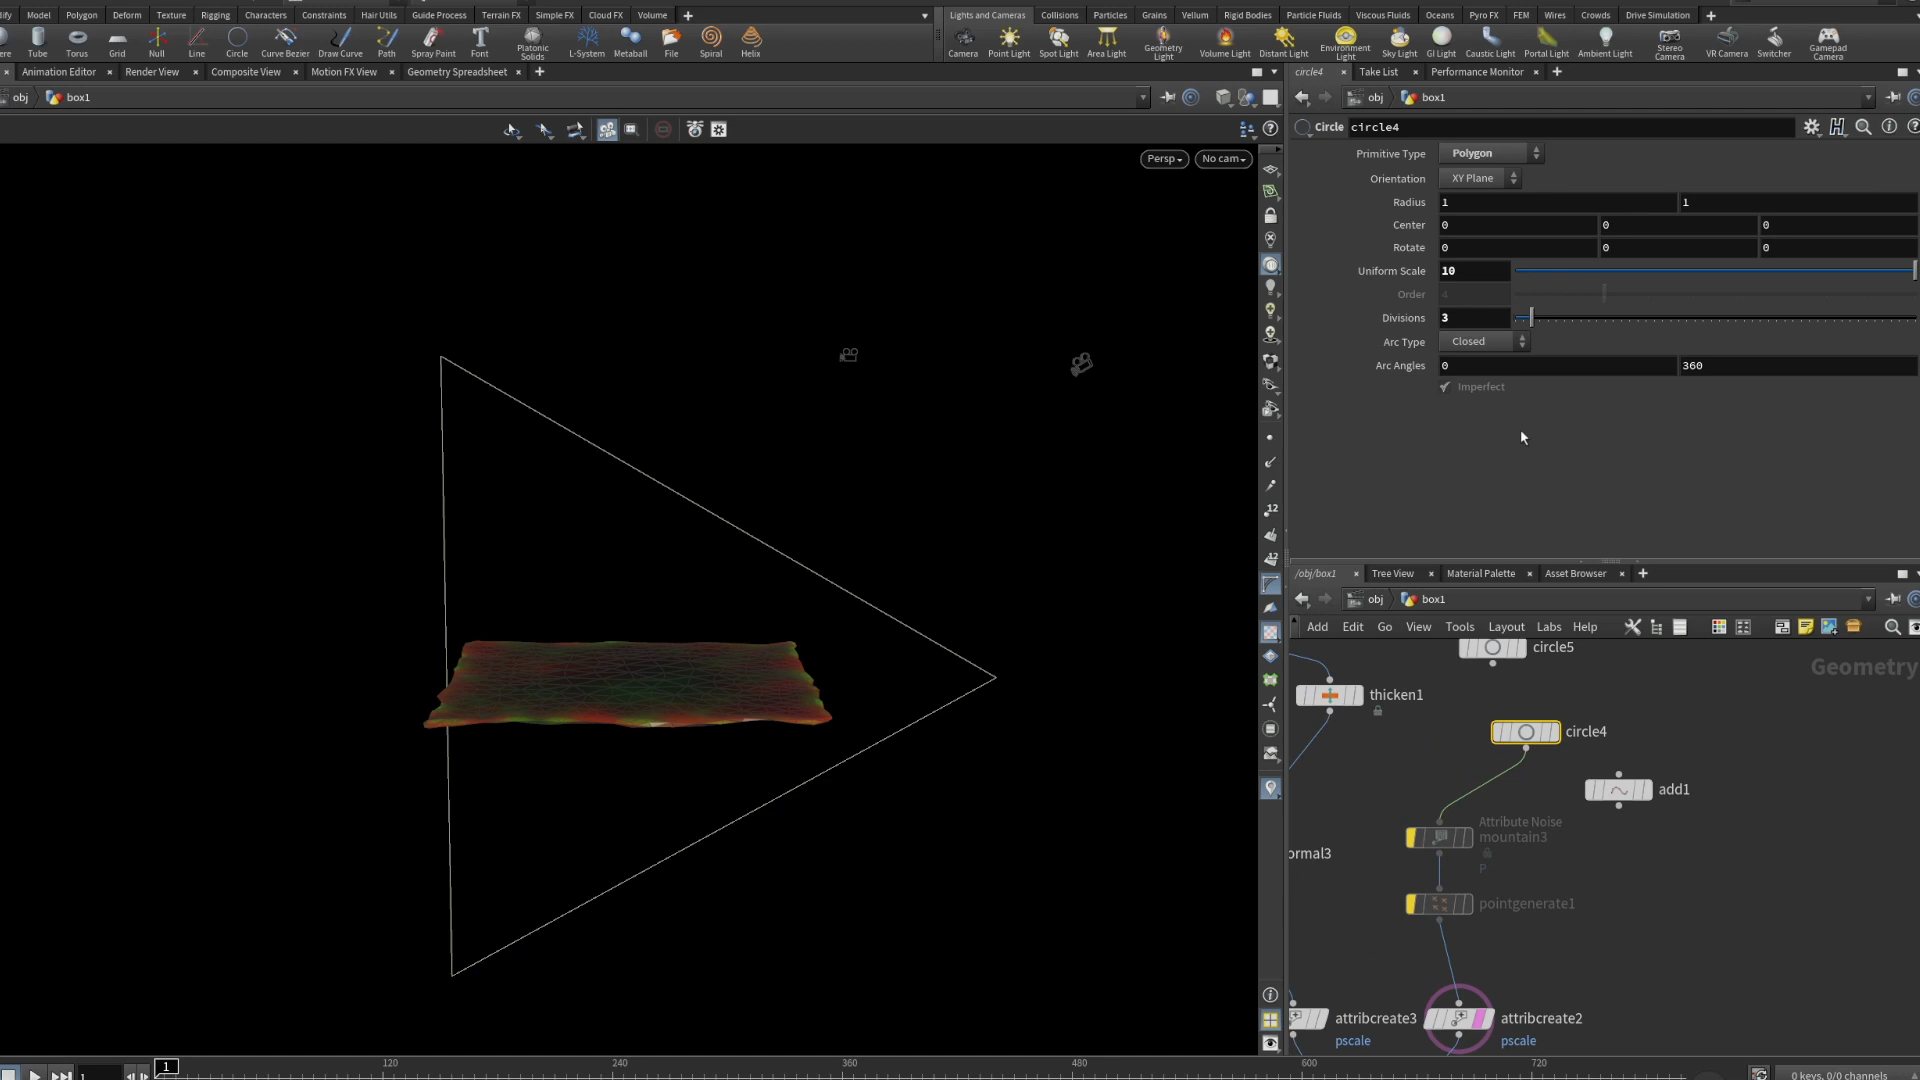 Model Polygon Deform Texture Rigging Characters Constraints Hair Utils Guide Process Terrain FX Simple FX Cloud FX Volume
Lights and Cameras Collisions Particles Grains Vellum Rigid Bodies Particle Fluids Viscous Fluids Oceans Pyro FX FEM Wires Crowds Drive Simulation
Tube Torus Grid Null Line Circle Curve Bezier Draw Curve Path Spray Paint Font Platonic Solids L-System Metaball File Spiral Helix
Camera Point Light Spot Light Area Light Geometry Light Volume Light Distant Light Environment Light Sky Light GI Light Caustic Light Portal Light Ambient Light Stereo Camera VR Camera Switcher Gamepad Camera
Animation Editor Render View Composite View Motion FX View Geometry Spreadsheet
circle4 Take List Performance Monitor
obj box1
obj box1
Circle circle4
Persp No cam
Primitive Type Polygon
Orientation XY Plane
Radius 1 1
Center 0 0 0
Rotate 0 0 0
Uniform Scale 10
Order 4
Divisions 3
Arc Type Closed
Arc Angles 0 360
Imperfect
12
12
/obj/box1 Tree View Material Palette Asset Browser
obj box1
Add Edit Go View Tools Layout Labs Help
circle5
Geometry
thicken1
circle4
add1
Attribute Noise
mountain3
P
ormal3
pointgenerate1
attribcreate3
pscale
attribcreate2
pscale
1 120 240 360 480 600 720
1
0 keys, 0/0 channels